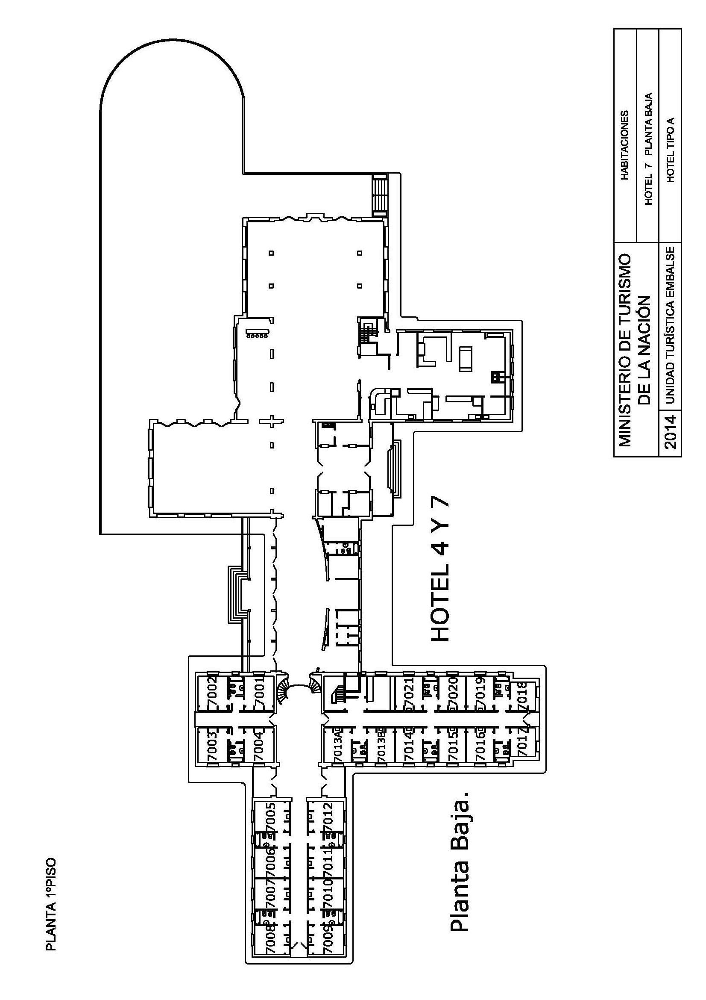 PLANTA 1ºPISO
7002
7001
7003
7004
7005
7006
7007
7008
7012
7011
7010
7009
7021
7020
7019
7018
7013A
7013B
7014
7015
7016
7017
HOTEL 4 Y 7
Planta Baja.
MINISTERIO DE TURISMO
DE LA NACIÓN
2014
UNIDAD TURÍSTICA EMBALSE
HABITACIONES
HOTEL 7 PLANTA BAJA
HOTEL TIPO A